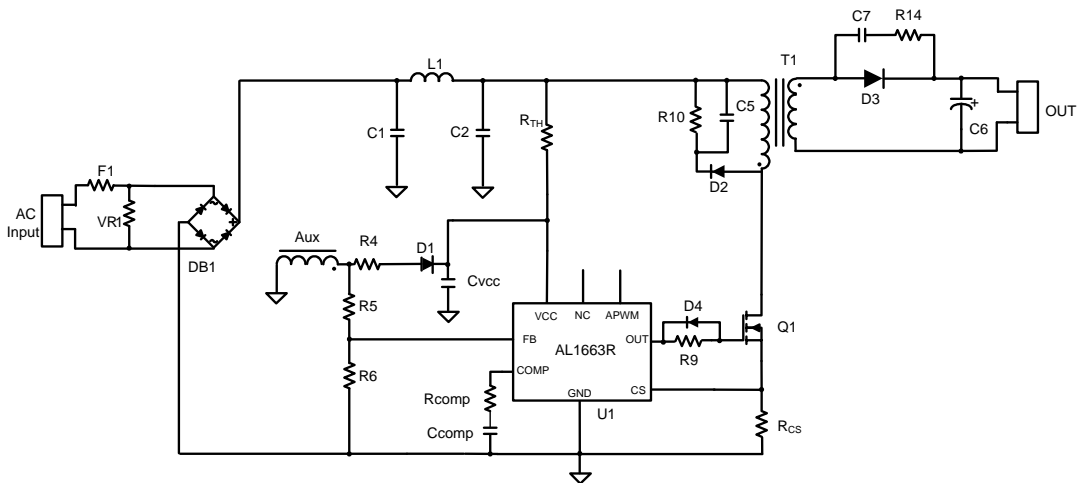 C7
R14
L1
T1
D3
+
C6
OUT
C1
C2
RTH
R10
C5
D2
F1
AC
Input
VR1
+
DB1
Aux
R4
D1
Cvcc
R5
VCC
NC
APWM
D4
Q1
FB
AL1663R
OUT
R9
R6
COMP
CS
Rcomp
GND
U1
Ccomp
RCS